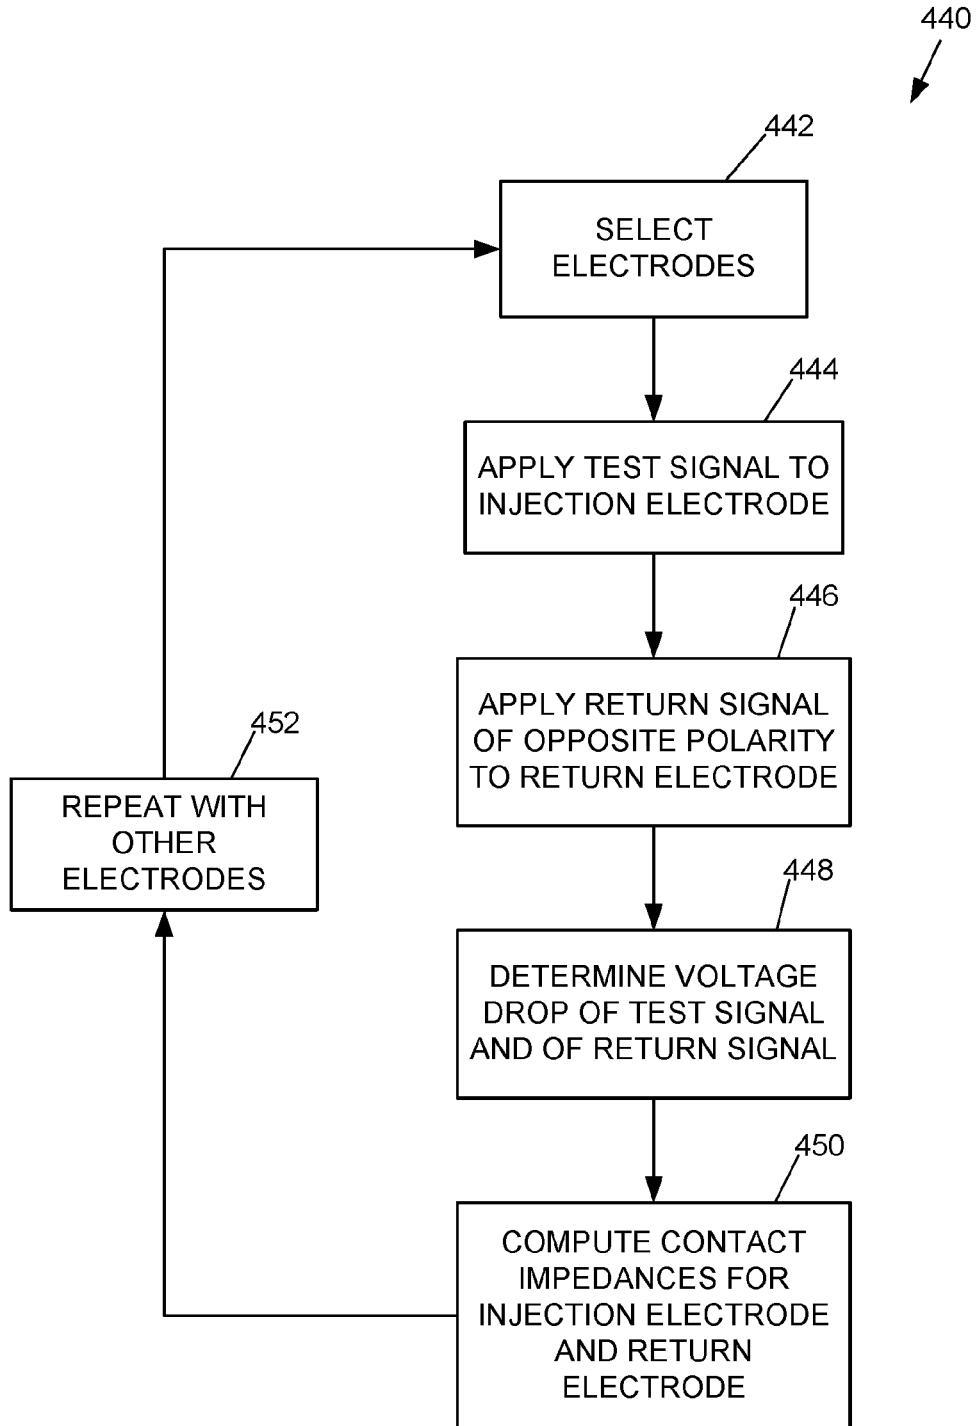 440
442
SELECT
ELECTRODES
444
APPLY TEST SIGNAL TO
INJECTION ELECTRODE
446
APPLY RETURN SIGNAL
OF OPPOSITE POLARITY
TO RETURN ELECTRODE
452
REPEAT WITH
OTHER
ELECTRODES
448
DETERMINE VOLTAGE
DROP OF TEST SIGNAL
AND OF RETURN SIGNAL
450
COMPUTE CONTACT
IMPEDANCES FOR
INJECTION ELECTRODE
AND RETURN
ELECTRODE